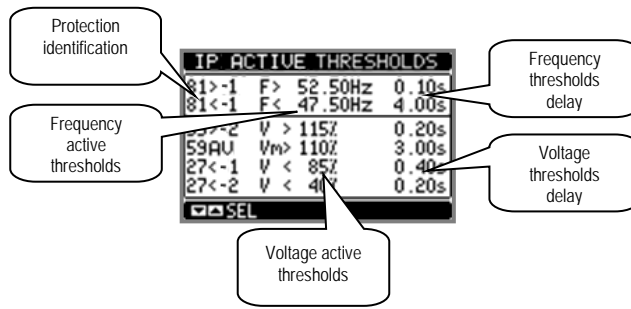 Protection
identification
Frequency
active
thresholds
IP ACTIVE THRESHOLDS
81>-1 F> 52.50Hz 0.10s
81<-1 F< 47.50Hz 4.00s
59>-2 V > 115% 0.20s
59AV Vm> 110% 3.00s
27<-1 V < 85% 0.40s
27<-2 V < 40% 0.20s
SEL
Frequency
thresholds
delay
Voltage
thresholds
delay
Voltage active
thresholds